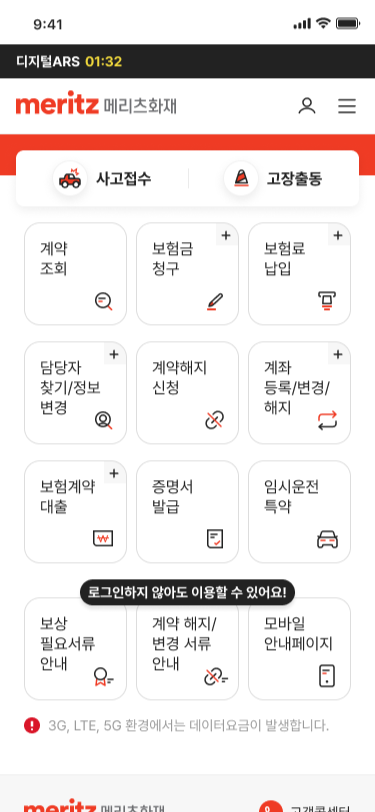 9:41
디지털ARS 01:32
meritz 메리츠화재
사고접수
고장출동
계약
조회
보험금
청구
보험료
납입
담당자
찾기/정보
변경
계약해지
신청
계좌
등록/변경/
해지
보험계약
대출
증명서
발급
임시운전
특약
로그인하지 않아도 이용할 수 있어요!
보상
필요서류
안내
계약 해지/
변경 서류
안내
모바일
안내페이지
3G, LTE, 5G 환경에서는 데이터요금이 발생합니다.
meritz 메리츠화재
고객콜센터